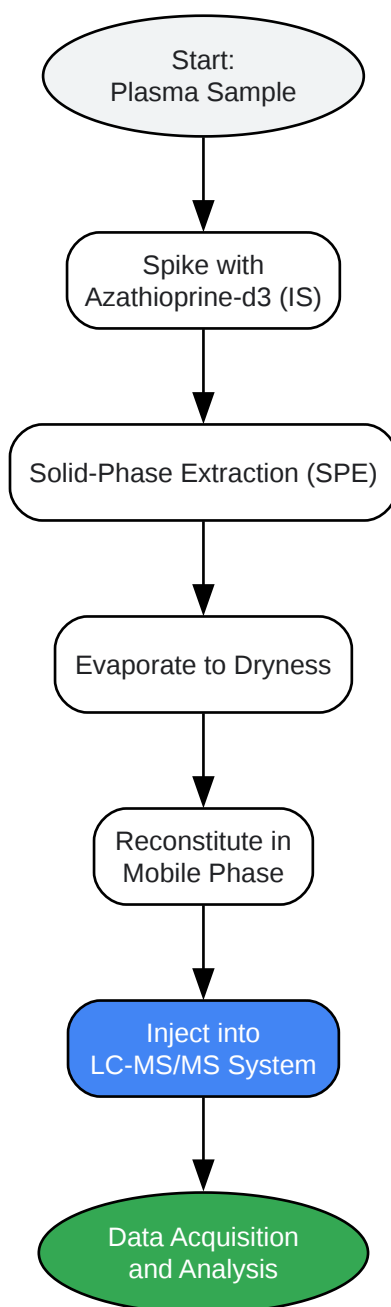 Start:
Plasma Sample
Spike with
Azathioprine-d3 (IS)
Solid-Phase Extraction (SPE)
Evaporate to Dryness
Reconstitute in
Mobile Phase
Inject into
LC-MS/MS System
Data Acquisition
and Analysis